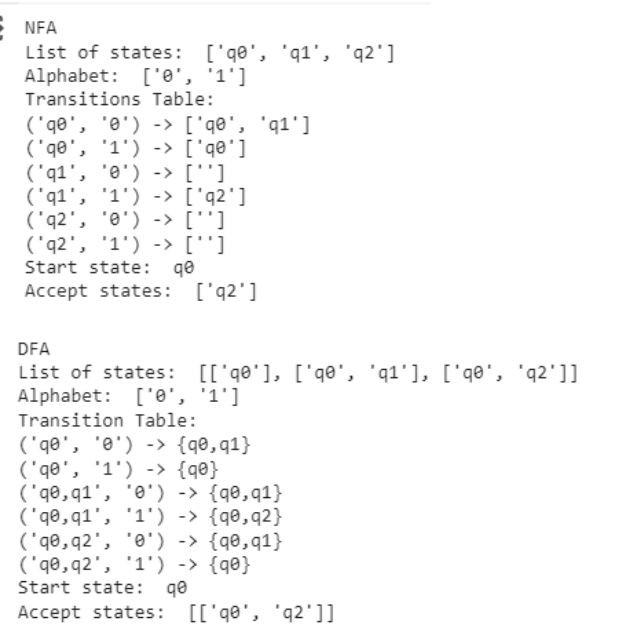 NFA
List of states:  ['q0', 'q1', 'q2']
Alphabet:  ['0', '1']
Transitions Table:
('q0', '0') -> ['q0', 'q1']
('q0', '1') -> ['q0']
('q1', '0') -> ['']
('q1', '1') -> ['q2']
('q2', '0') -> ['']
('q2', '1') -> ['']
Start state:  q0
Accept states:  ['q2']
DFA
List of states:  [['q0'], ['q0', 'q1'], ['q0', 'q2']]
Alphabet:  ['0', '1']
Transition Table:
('q0', '0') -> {q0,q1}
('q0', '1') -> {q0}
('q0,q1', '0') -> {q0,q1}
('q0,q1', '1') -> {q0,q2}
('q0,q2', '0') -> {q0,q1}
('q0,q2', '1') -> {q0}
Start state:  q0
Accept states:  [['q0', 'q2']]